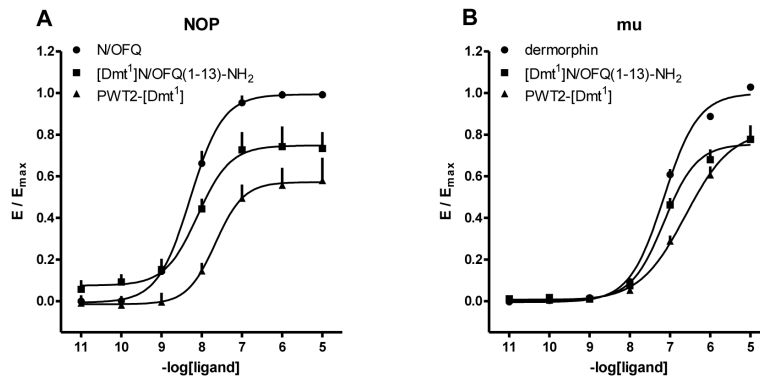 A
NOP
N/OFQ
[Dmt¹]N/OFQ(1-13)-NH₂
PWT2-[Dmt¹]
E / Eₘₐₓ
1.2
1.0
0.8
0.6
0.4
0.2
0.0
11 10 9 8 7 6 5
-log[ligand]
B
mu
dermorphin
[Dmt¹]N/OFQ(1-13)-NH₂
PWT2-[Dmt¹]
E / Eₘₐₓ
1.2
1.0
0.8
0.6
0.4
0.2
0.0
11 10 9 8 7 6 5
-log[ligand]